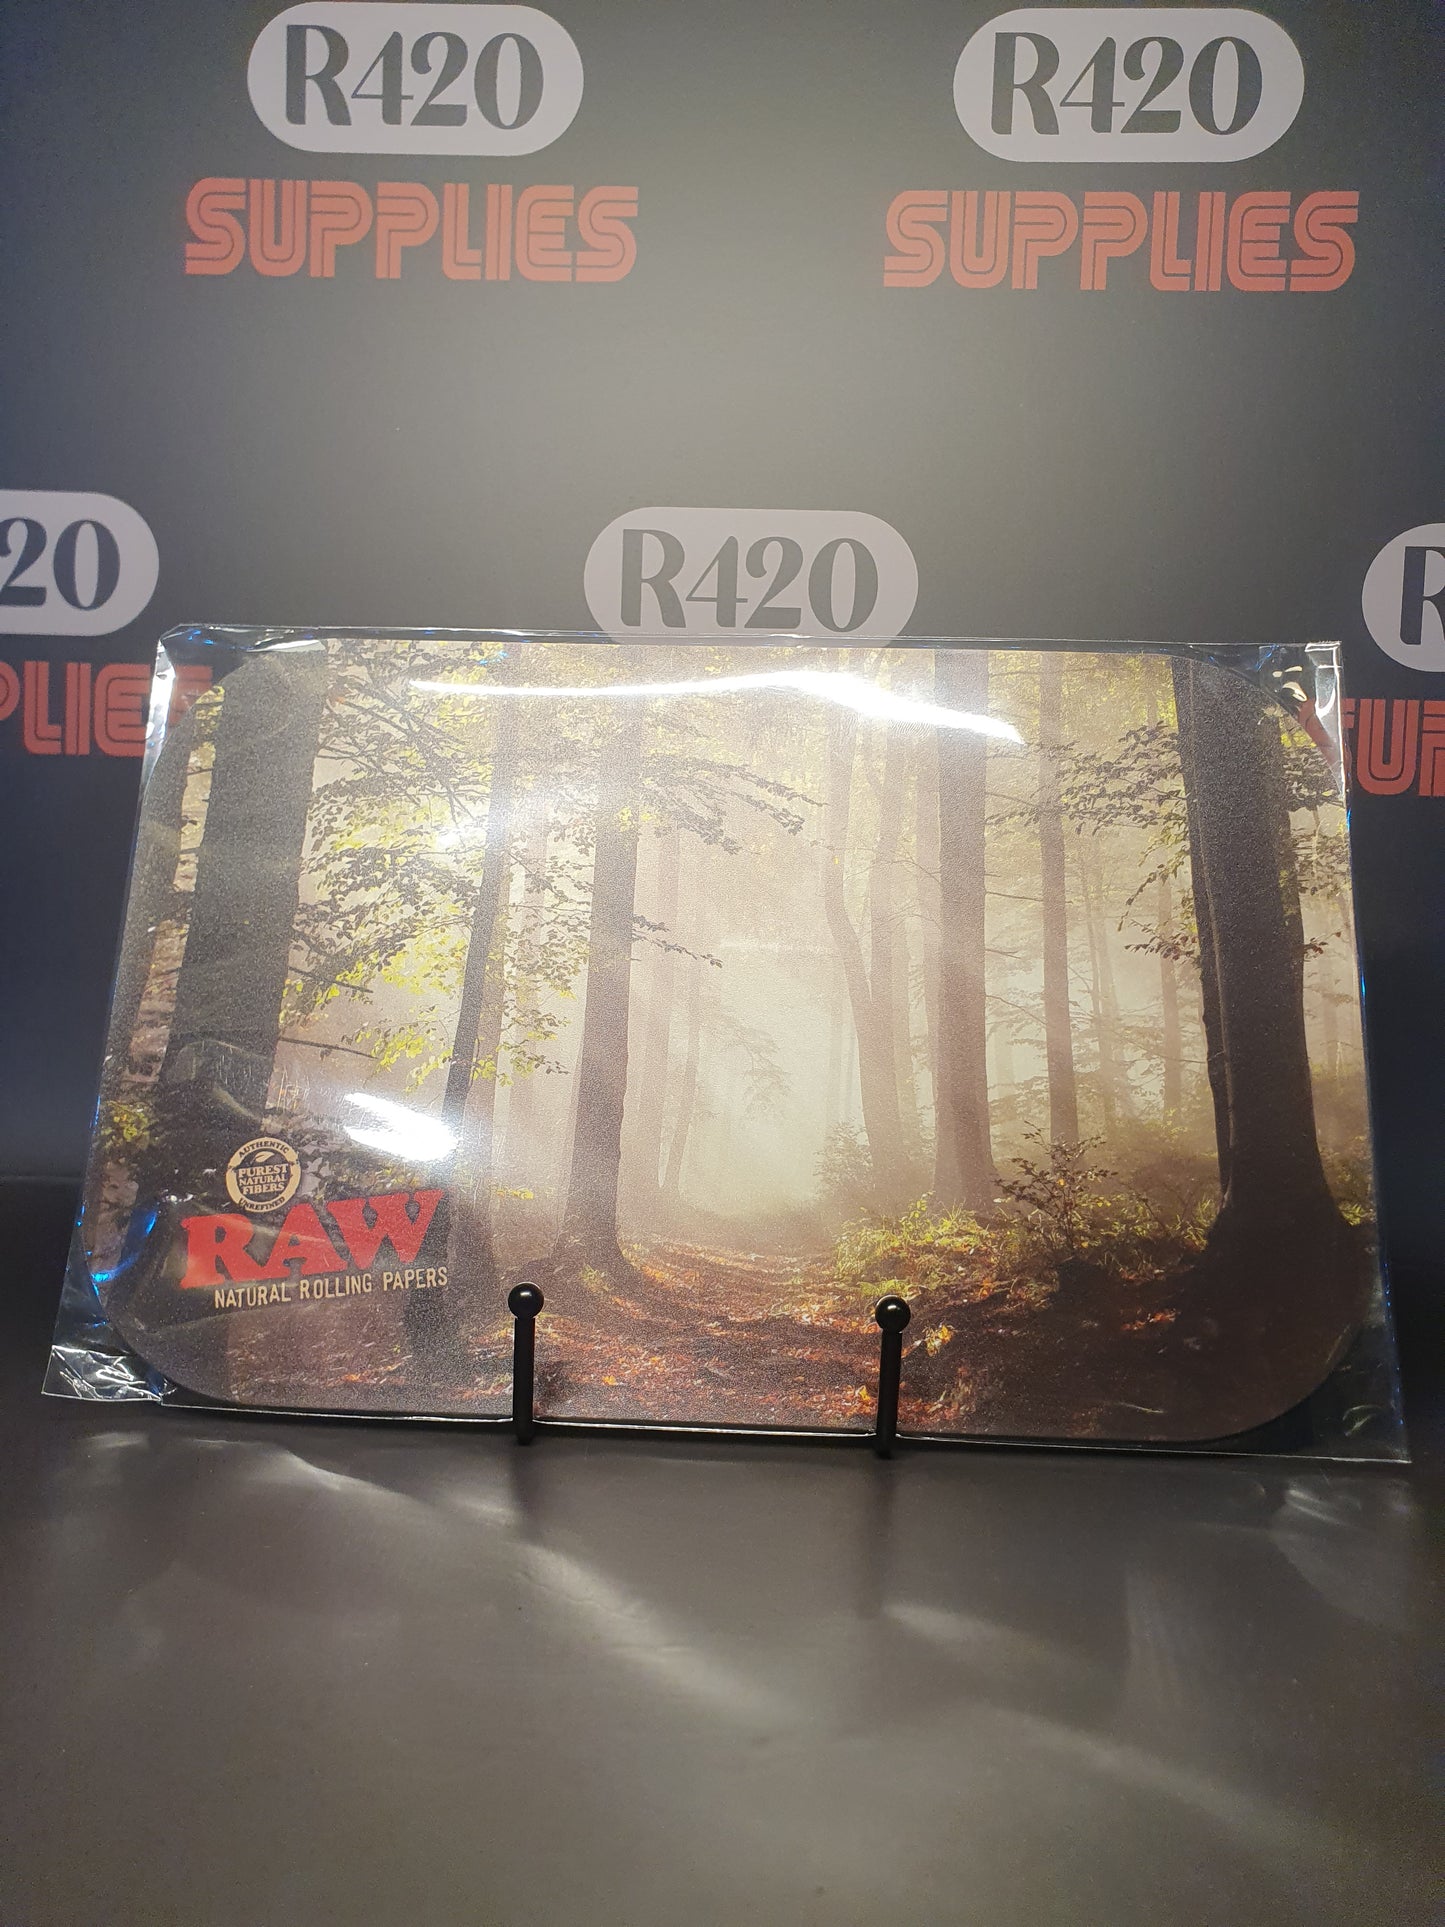 R420
SUPPLIES
R420
SUPPLIES
20
PLIES
R420
R
SUP
AUTHENTIC
PUREST
NATURAL
FIBERS
UNREFINED
RAW
NATURAL ROLLING PAPERS